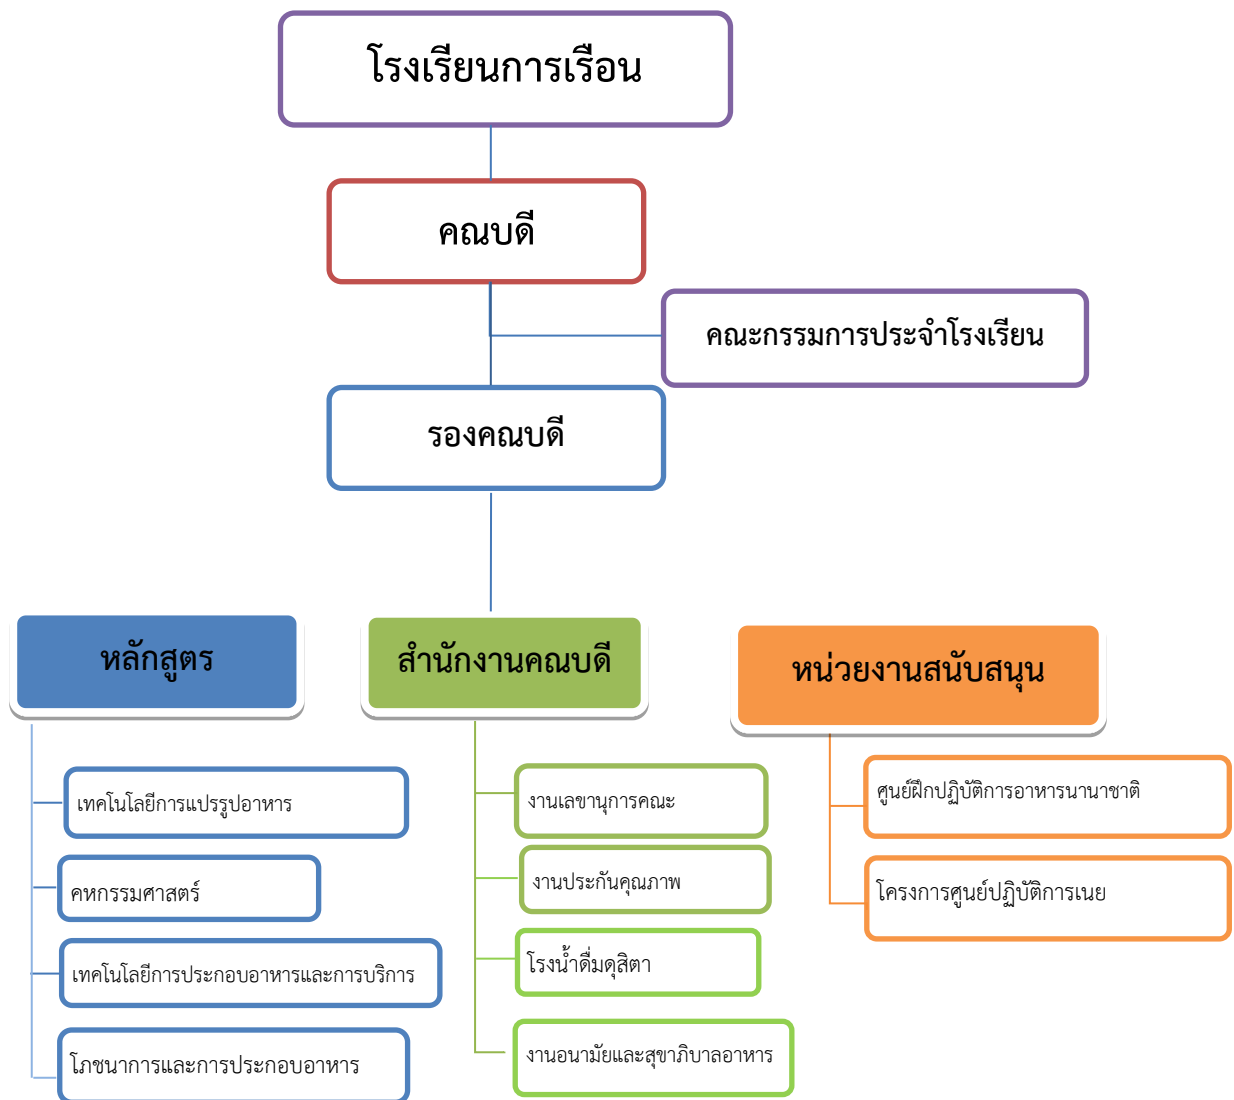 โรงเรียนการเรือน
คณบดี
คณะกรรมการประจำโรงเรียน
รองคณบดี
หลักสูตร
เทคโนโลยีการแปรรูปอาหาร
คหกรรมศาสตร์
เทคโนโลยีการประกอบอาหารและการบริการ
โภชนาการและการประกอบอาหาร
สำนักงานคณบดี
งานเลขานุการคณะ
งานประกันคุณภาพ
โรงน้ำดื่มดุสิตา
งานอนามัยและสุขาภิบาลอาหาร
หน่วยงานสนับสนุน
ศูนย์ฝึกปฏิบัติการอาหารนานาชาติ
โครงการศูนย์ปฏิบัติการเนย